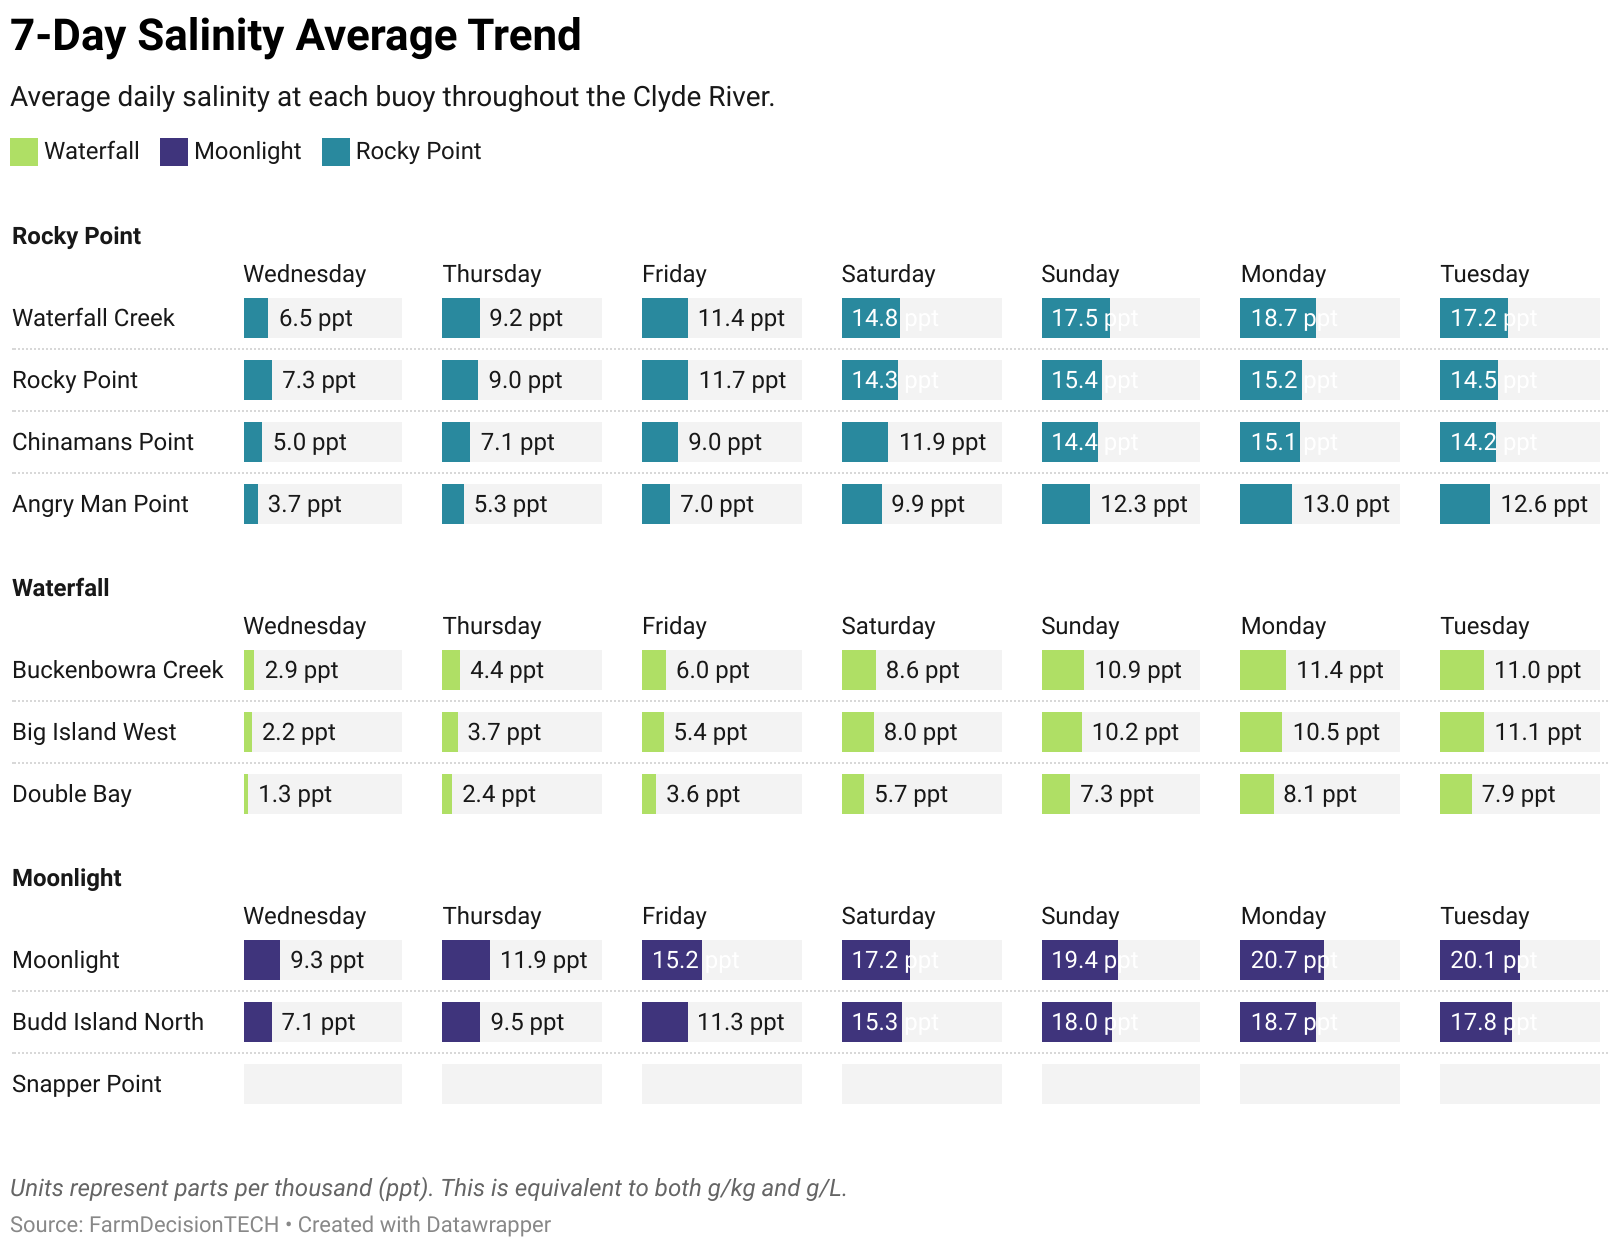 7-Day Salinity Average Trend
Average daily salinity at each buoy throughout the Clyde River.
Waterfall Moonlight Rocky Point
Rocky Point
Wednesday Thursday Friday Saturday Sunday Monday Tuesday
Waterfall Creek 6.5 ppt 9.2 ppt 11.4 ppt 14.8 ppt 17.5 ppt 18.7 ppt 17.2 ppt
Rocky Point 7.3 ppt 9.0 ppt 11.7 ppt 14.3 ppt 15.4 ppt 15.2 ppt 14.5 ppt
Chinamans Point 5.0 ppt 7.1 ppt 9.0 ppt 11.9 ppt 14.4 ppt 15.1 ppt 14.2 ppt
Angry Man Point 3.7 ppt 5.3 ppt 7.0 ppt 9.9 ppt 12.3 ppt 13.0 ppt 12.6 ppt
Waterfall
Wednesday Thursday Friday Saturday Sunday Monday Tuesday
Buckenbowra Creek 2.9 ppt 4.4 ppt 6.0 ppt 8.6 ppt 10.9 ppt 11.4 ppt 11.0 ppt
Big Island West 2.2 ppt 3.7 ppt 5.4 ppt 8.0 ppt 10.2 ppt 10.5 ppt 11.1 ppt
Double Bay 1.3 ppt 2.4 ppt 3.6 ppt 5.7 ppt 7.3 ppt 8.1 ppt 7.9 ppt
Moonlight
Wednesday Thursday Friday Saturday Sunday Monday Tuesday
Moonlight 9.3 ppt 11.9 ppt 15.2 ppt 17.2 ppt 19.4 ppt 20.7 ppt 20.1 ppt
Budd Island North 7.1 ppt 9.5 ppt 11.3 ppt 15.3 ppt 18.0 ppt 18.7 ppt 17.8 ppt
Snapper Point
Units represent parts per thousand (ppt). This is equivalent to both g/kg and g/L.
Source: FarmDecisionTECH • Created with Datawrapper